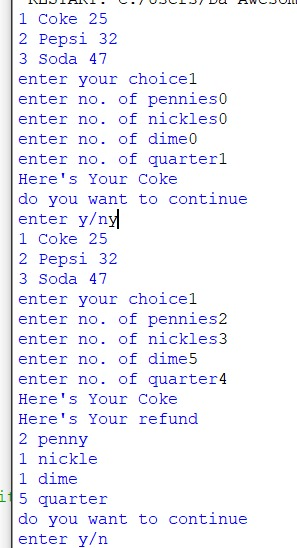 RESTART: C:/Users/Da Awesom
1 Coke 25
2 Pepsi 32
3 Soda 47
enter your choice1
enter no. of pennies0
enter no. of nickles0
enter no. of dime0
enter no. of quarter1
Here's Your Coke
do you want to continue
enter y/ny
1 Coke 25
2 Pepsi 32
3 Soda 47
enter your choice1
enter no. of pennies2
enter no. of nickles3
enter no. of dime5
enter no. of quarter4
Here's Your Coke
Here's Your refund
2 penny
1 nickle
1 dime
it
5 quarter
do you want to continue
enter y/n